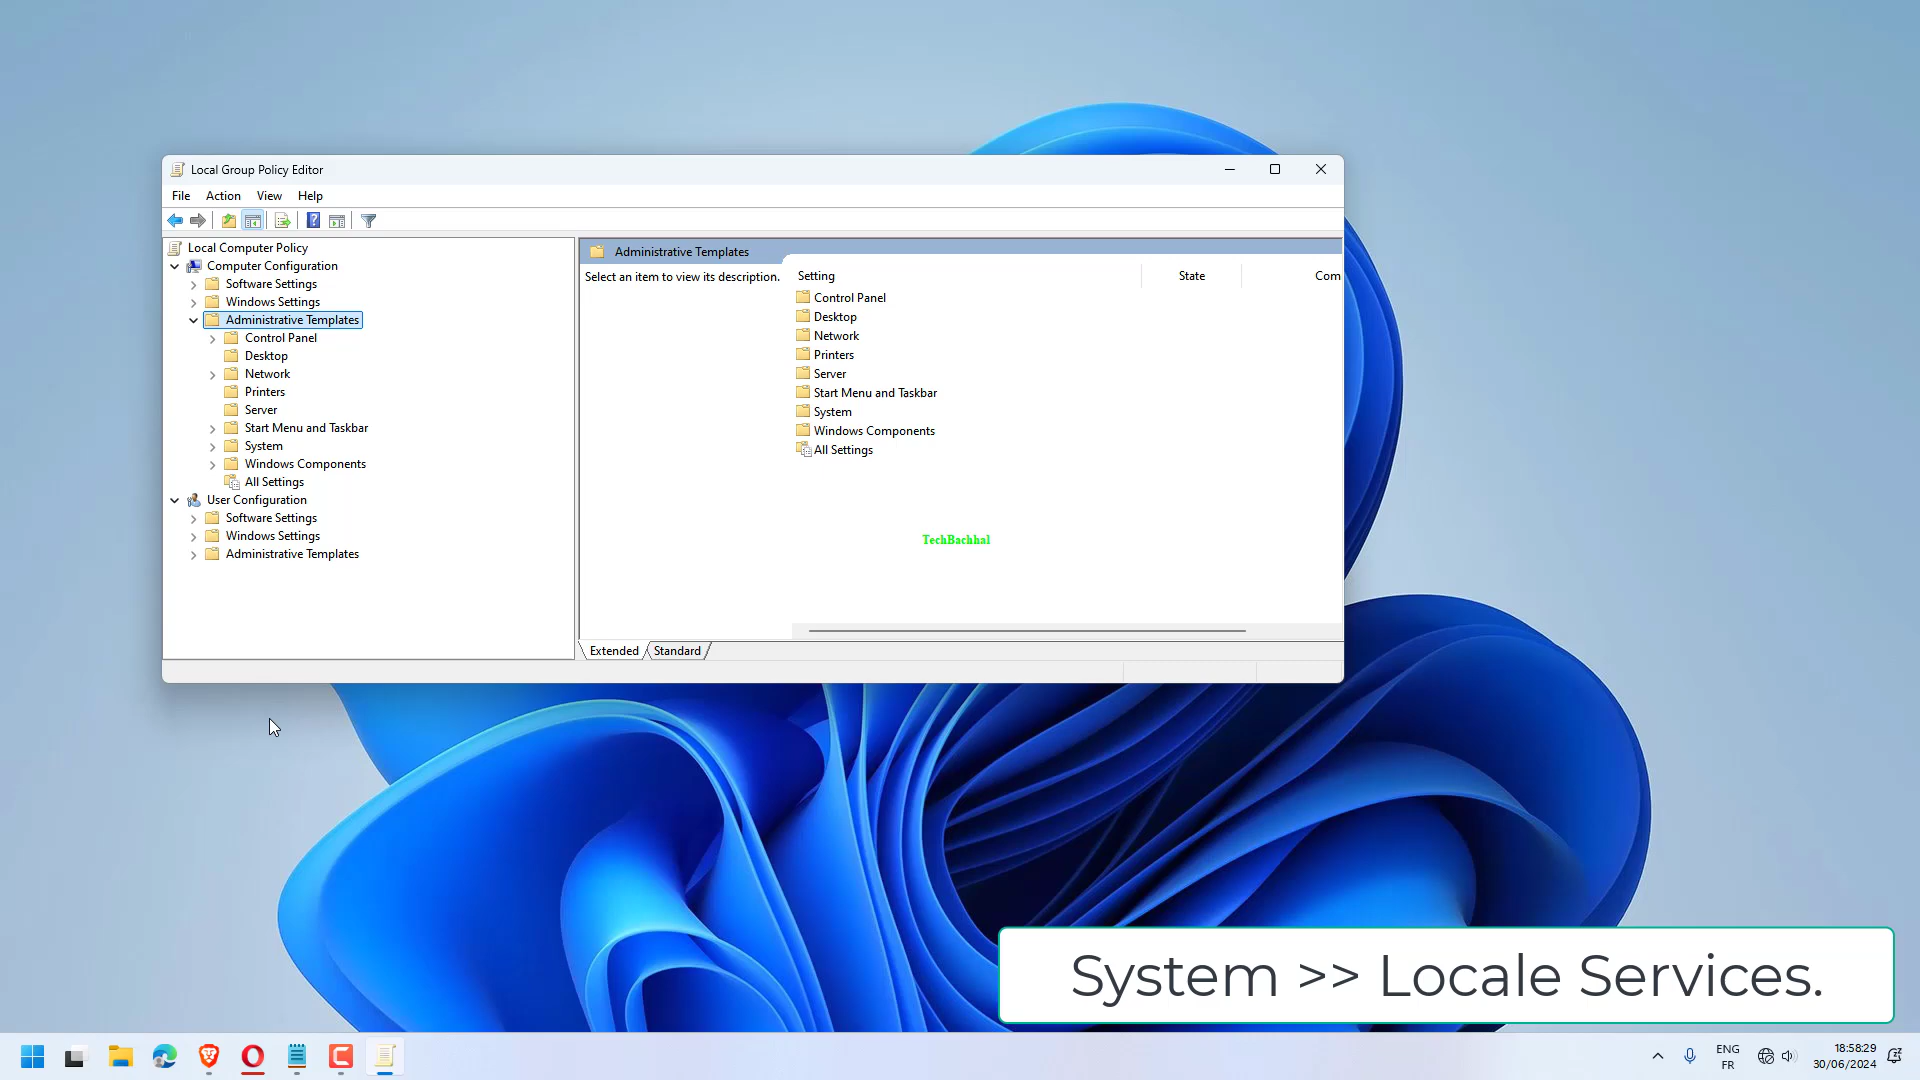 Local Group Policy Editor
File Action View Help
Local Computer Policy
Computer Configuration
Software Settings
Windows Settings
Administrative Templates
Control Panel
Desktop
Network
Printers
Server
Start Menu and Taskbar
System
Windows Components
All Settings
User Configuration
Software Settings
Windows Settings
Administrative Templates
Administrative Templates
Select an item to view its description.
Setting State Com
Control Panel
Desktop
Network
Printers
Server
Start Menu and Taskbar
System
Windows Components
All Settings
TechBachhal
Extended Standard
System >> Locale Services.
ENG
FR
18:58:29
30/06/2024